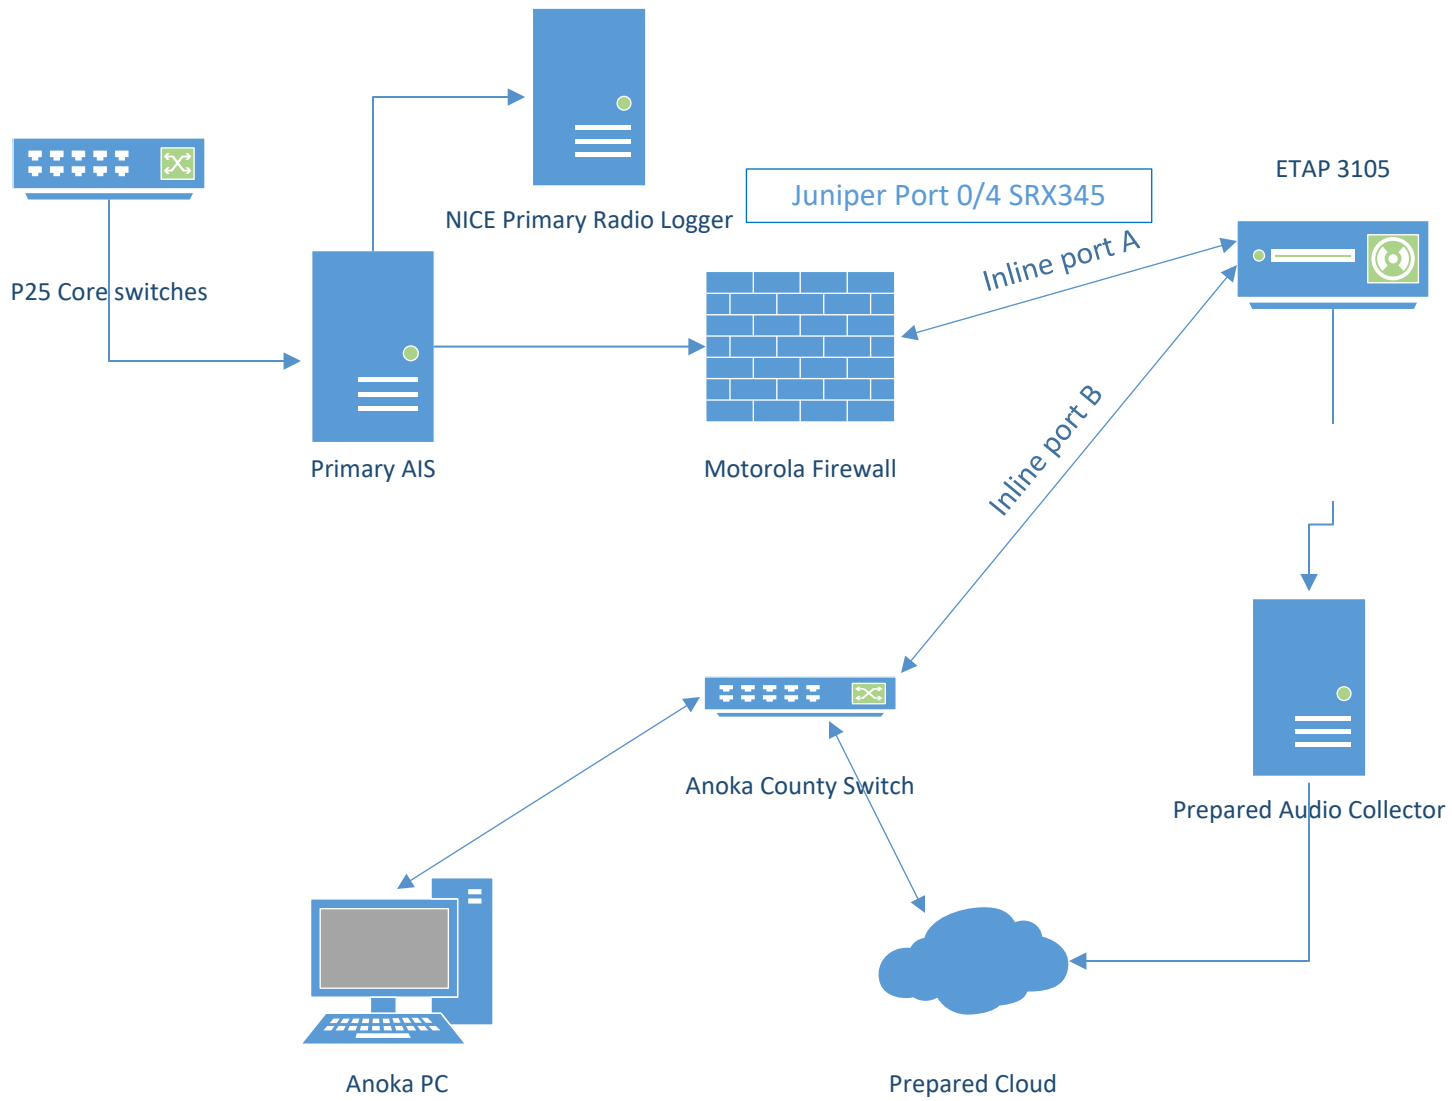 ETAP 3105
Juniper Port 0/4 SRX345
NICE Primary Radio Logger
Inline port A
P25 Core switches
Primary AIS
Motorola Firewall
Inline port B
Anoka County Switch
Prepared Audio Collector
Anoka PC
Prepared Cloud